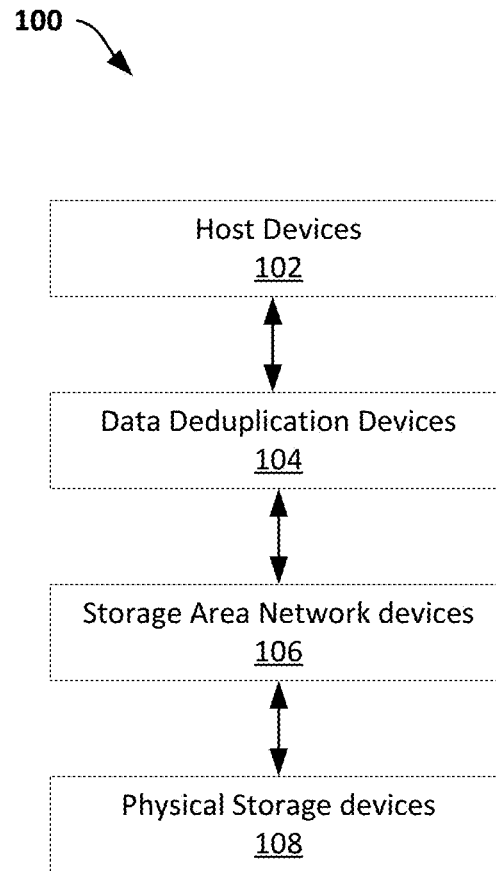 100
Host Devices
102
Data Deduplication Devices
104
Storage Area Network devices
106
Physical Storage devices
108